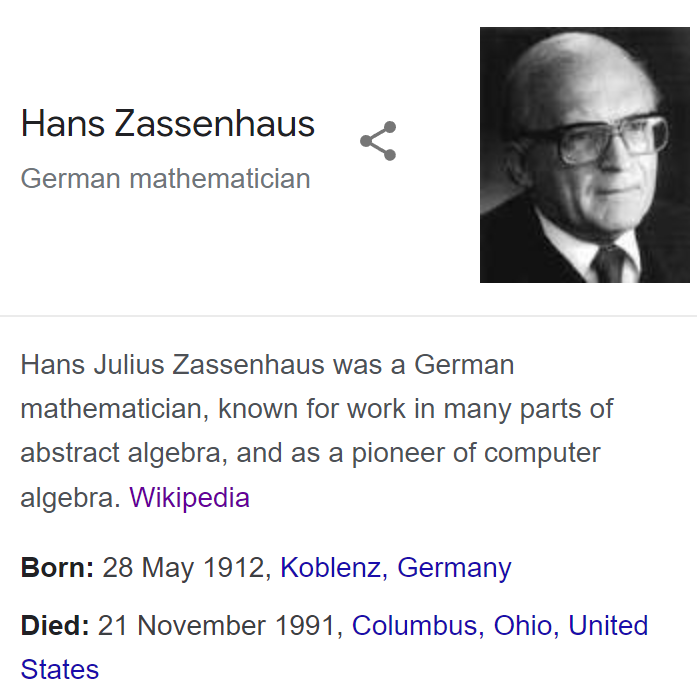 Hans Zassenhaus
German mathematician
Hans Julius Zassenhaus was a German
mathematician, known for work in many parts of
abstract algebra, and as a pioneer of computer
algebra. Wikipedia
Born: 28 May 1912, Koblenz, Germany
Died: 21 November 1991, Columbus, Ohio, United
States